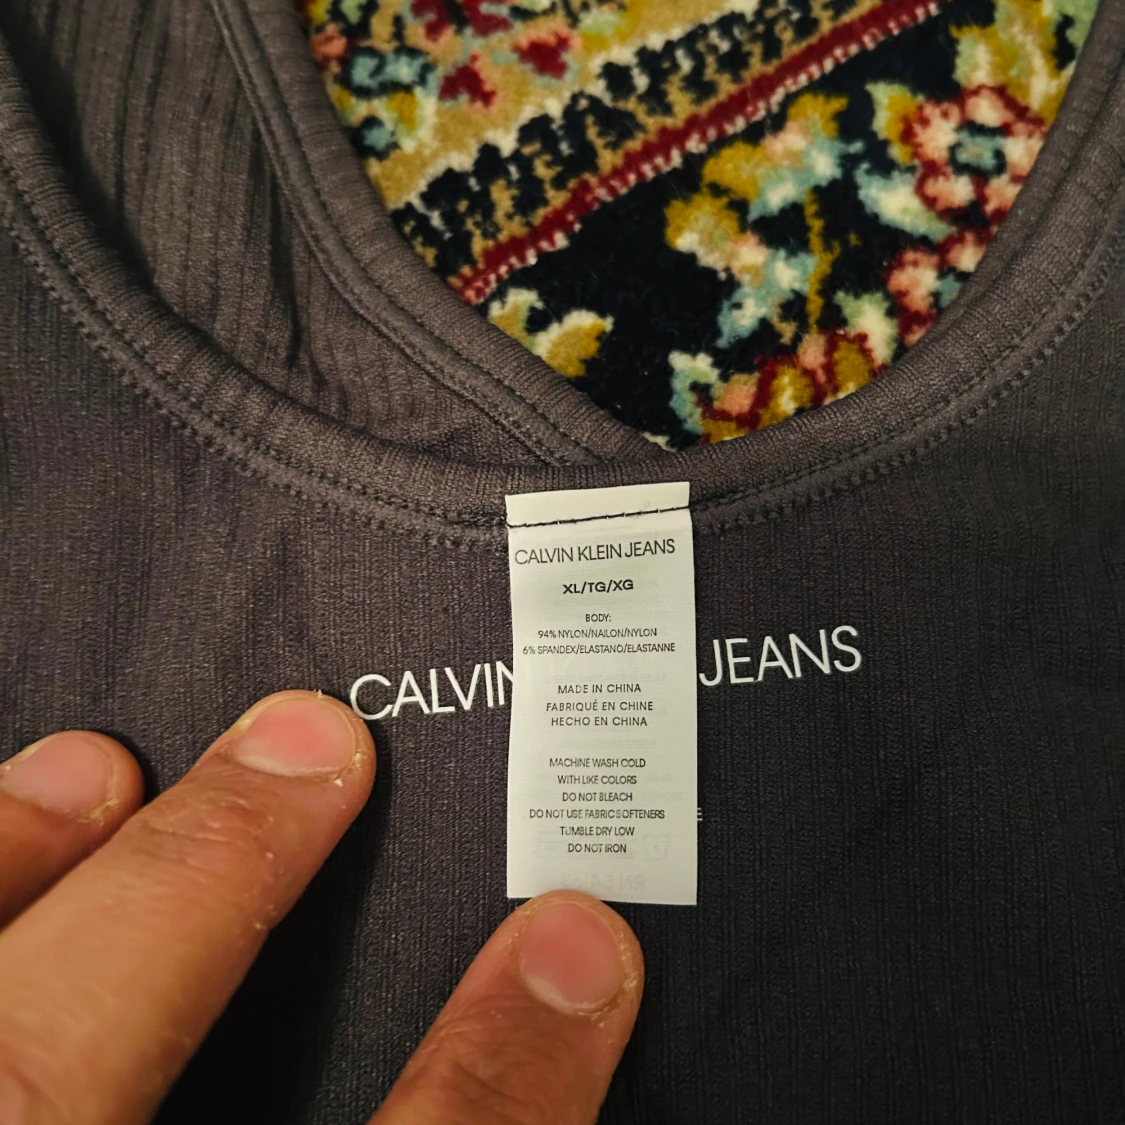 CALVIN KLEIN JEANS
XL/TG/XG
BODY:
94% NYLON/NAILON/NYLON
6% SPANDEX/ELASTANO/ELASTANNE
MADE IN CHINA
FABRIQUÉ EN CHINE
HECHO EN CHINA
MACHINE WASH COLD
WITH LIKE COLORS
DO NOT BLEACH
DO NOT USE FABRIC SOFTENERS
TUMBLE DRY LOW
DO NOT IRON
CALVIN JEANS